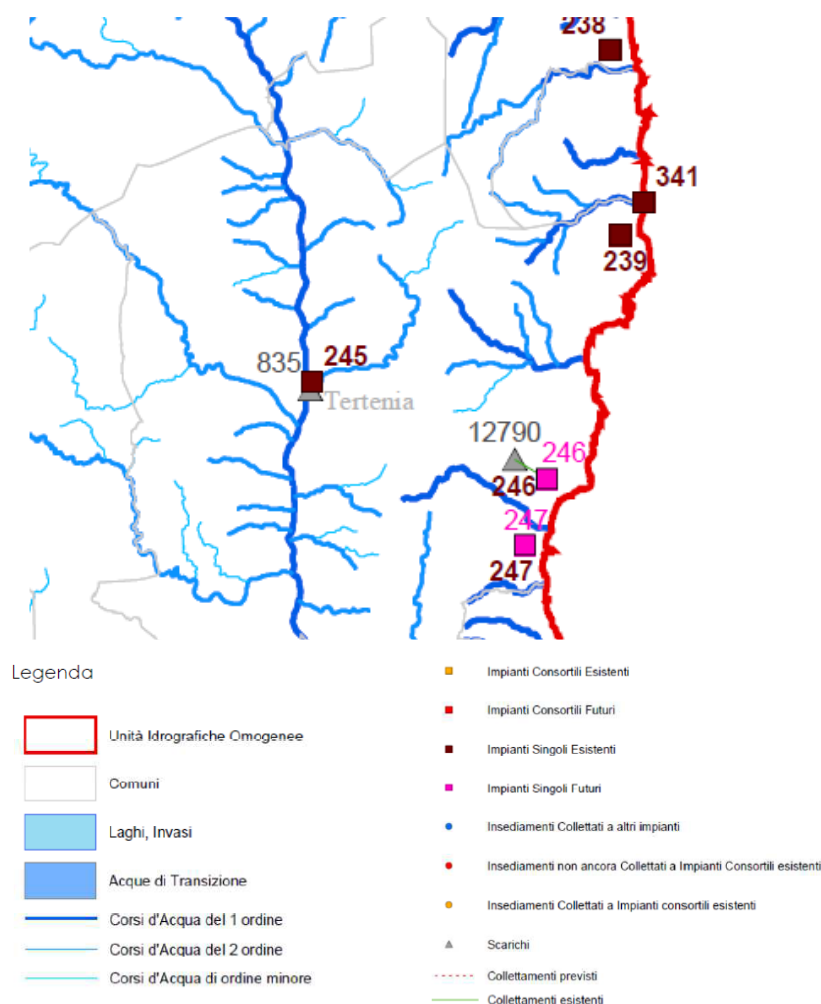 238
341
239
835
245
Tertenia
12790
246
246
247
247
Legenda
Unità Idrografiche Omogenee
Comuni
Laghi, Invasi
Acque di Transizione
Corsi d'Acqua del 1 ordine
Corsi d'Acqua del 2 ordine
Corsi d'Acqua di ordine minore
Impianti Consortili Esistenti
Impianti Consortili Futuri
Impianti Singoli Esistenti
Impianti Singoli Futuri
Insediamenti Collettati a altri impianti
Insediamenti non ancora Collettati a Impianti Consortili esistenti
Insediamenti Collettati a Impianti consortili esistenti
Scarichi
Collettamenti previsti
Collettamenti esistenti